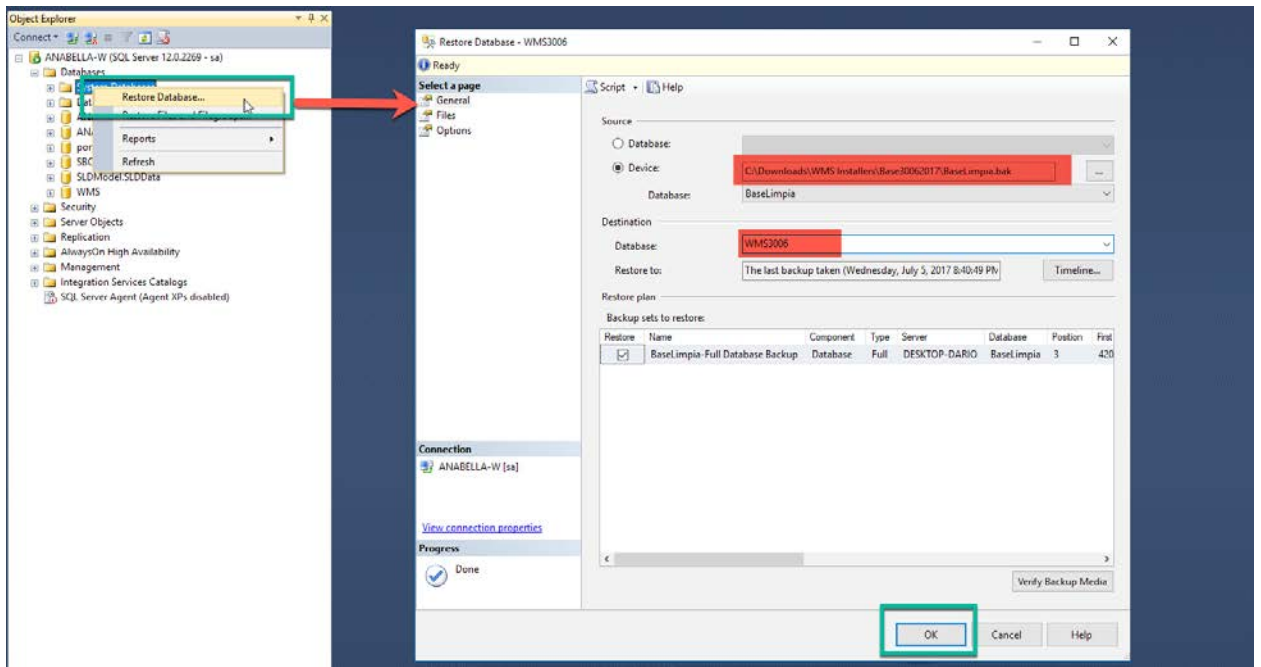 Object Explorer
Connect
ANABELLA-W (SQL Server 12.0.2269 - sa)
Databases
System Databases
Restore Database...
Reports
Refresh
SLDModel.SLDData
WMS
Security
Server Objects
Replication
AlwaysOn High Availability
Management
Integration Services Catalogs
SQL Server Agent (Agent XPs disabled)
Restore Database - WMS3006
Ready
Select a page
General
Files
Options
Script Help
Source
Database:
Device: C:\Downloads\WMS Installers\Base30062017\BaseLimpia.bak ...
Database: BaseLimpia
Destination
Database: WMS3006
Restore to: The last backup taken (Wednesday, July 5, 2017 8:40:49 PM Timeline...
Restore plan
Backup sets to restore:
Restore Name Component Type Server Database Position First
BaseLimpia-Full Database Backup Database Full DESKTOP-DARIO BaseLimpia 3 420
Connection
ANABELLA-W [sa]
View connection properties
Progress
Done
Verify Backup Media
OK Cancel Help